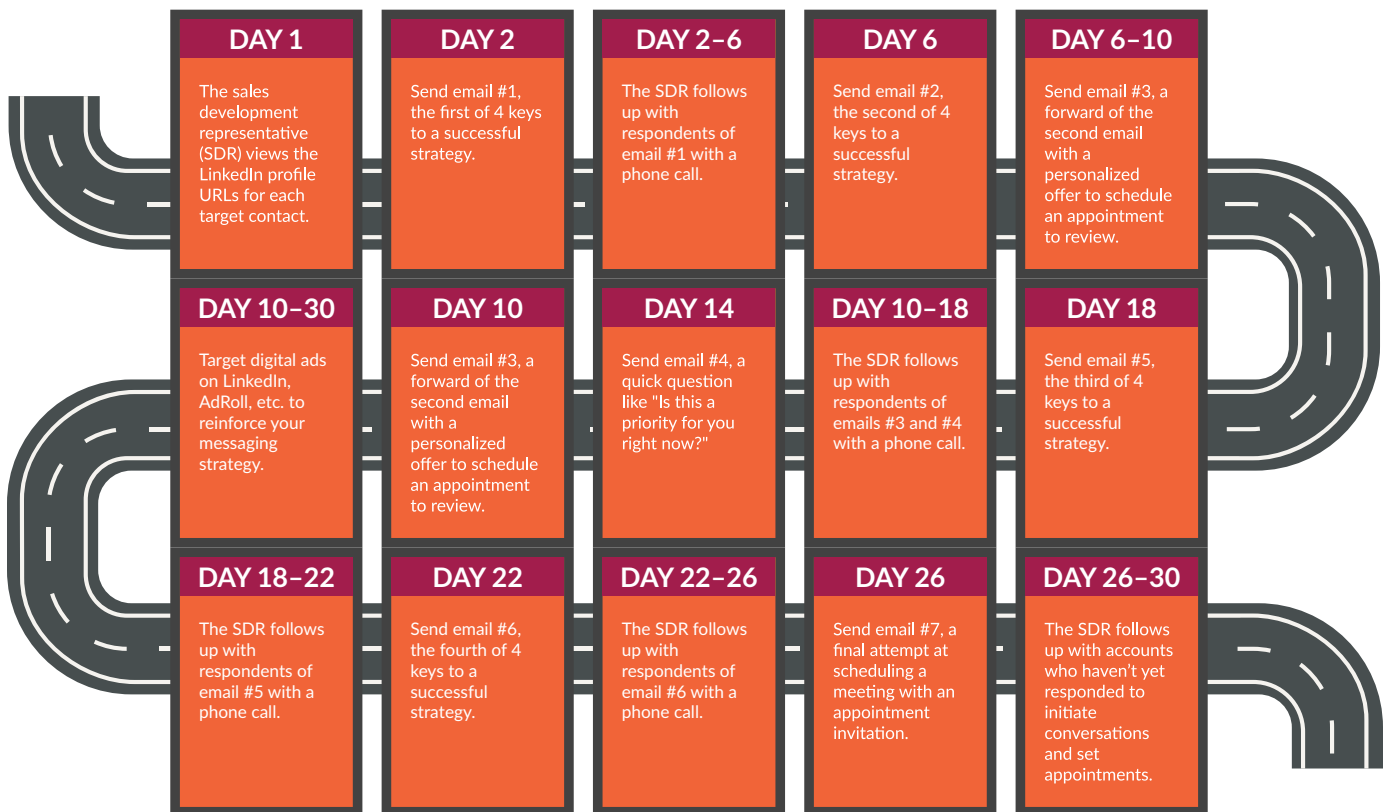 DAY 1
The sales
development
representative
(SDR) views the
LinkedIn profile
URLs for each
target contact.
DAY 2
Send email #1,
the first of 4 keys
to a successful
strategy.
DAY 2–6
The SDR follows
up with
respondents of
email #1 with a
phone call.
DAY 6
Send email #2,
the second of 4
keys to a
successful
strategy.
DAY 6–10
Send email #3, a
forward of the
second email
with a
personalized
offer to schedule
an appointment
to review.
DAY 10–30
Target digital ads
on LinkedIn,
AdRoll, etc. to
reinforce your
messaging
strategy.
DAY 10
Send email #3, a
forward of the
second email
with a
personalized
offer to schedule
an appointment
to review.
DAY 14
Send email #4, a
quick question
like "Is this a
priority for you
right now?"
DAY 10–18
The SDR follows
up with
respondents of
emails #3 and #4
with a phone call.
DAY 18
Send email #5,
the third of 4
keys to a
successful
strategy.
DAY 18–22
The SDR follows
up with
respondents of
email #5 with a
phone call.
DAY 22
Send email #6,
the fourth of 4
keys to a
successful
strategy.
DAY 22–26
The SDR follows
up with
respondents of
email #6 with a
phone call.
DAY 26
Send email #7, a
final attempt at
scheduling a
meeting with an
appointment
invitation.
DAY 26–30
The SDR follows
up with accounts
who haven’t yet
responded to
initiate
conversations
and set
appointments.